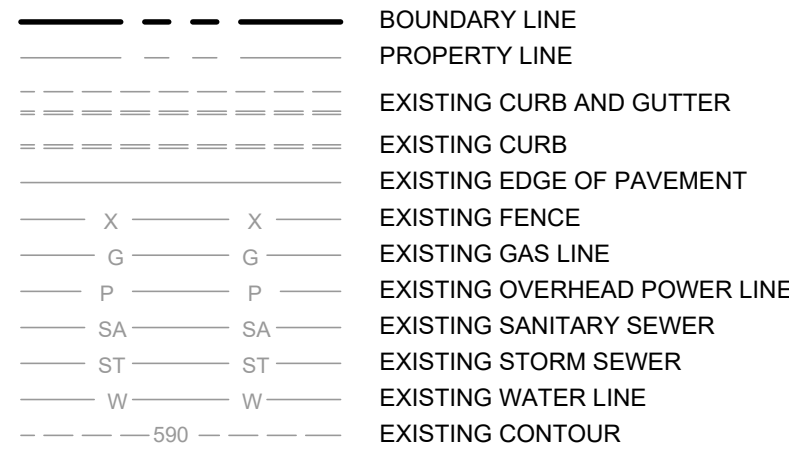 BOUNDARY LINE
PROPERTY LINE
EXISTING CURB AND GUTTER
EXISTING CURB
EXISTING EDGE OF PAVEMENT
X X EXISTING FENCE
G G EXISTING GAS LINE
P P EXISTING OVERHEAD POWER LINE
SA SA EXISTING SANITARY SEWER
ST ST EXISTING STORM SEWER
W W EXISTING WATER LINE
590 EXISTING CONTOUR